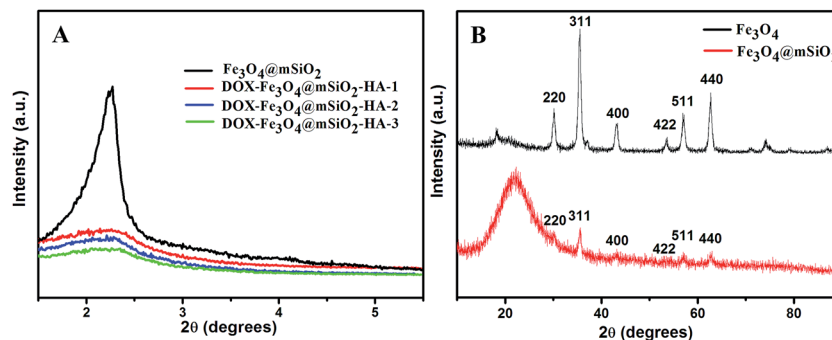 A
Fe₃O₄@mSiO₂
DOX-Fe₃O₄@mSiO₂-HA-1
DOX-Fe₃O₄@mSiO₂-HA-2
DOX-Fe₃O₄@mSiO₂-HA-3
Intensity (a.u.)
2 3 4 5
2θ (degrees)
B
Fe₃O₄
Fe₃O₄@mSiO₂
311
220
400
422
511
440
220
311
400
422
511
440
Intensity (a.u.)
20 40 60 80
2θ (degrees)